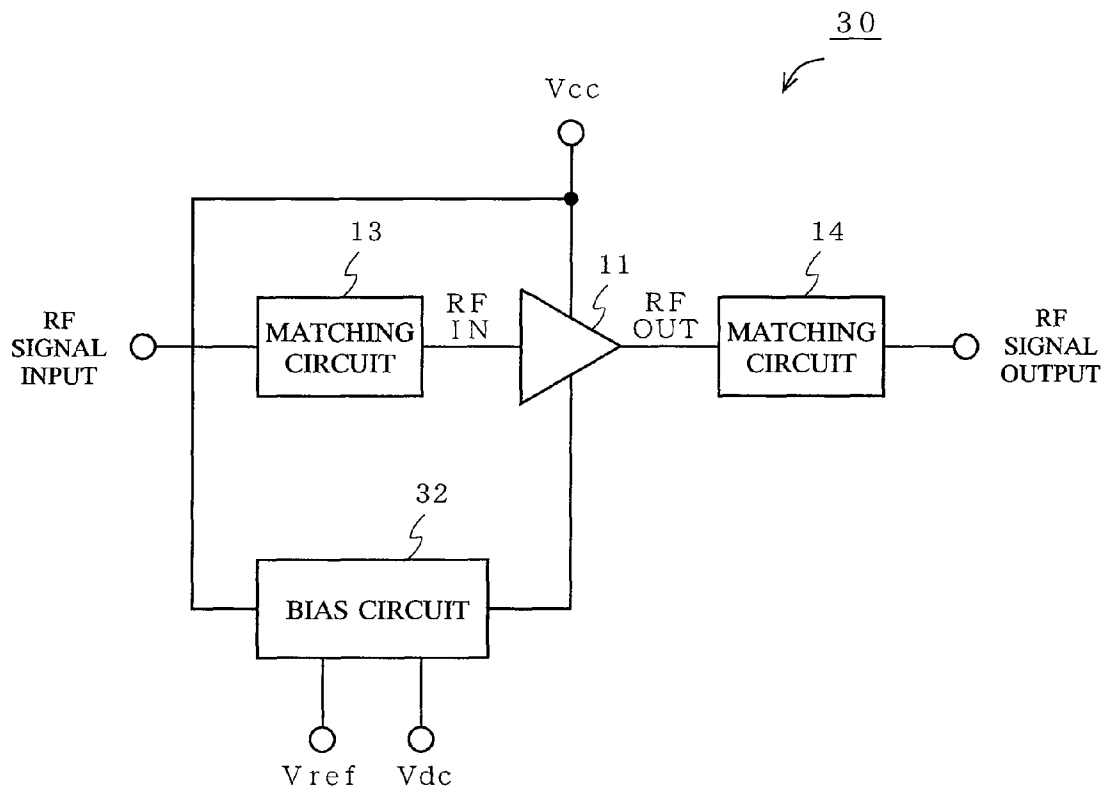 30
Vcc
13
11
14
RF
SIGNAL
INPUT
MATCHING
CIRCUIT
RF
IN
RF
OUT
MATCHING
CIRCUIT
RF
SIGNAL
OUTPUT
32
BIAS CIRCUIT
Vref
Vdc